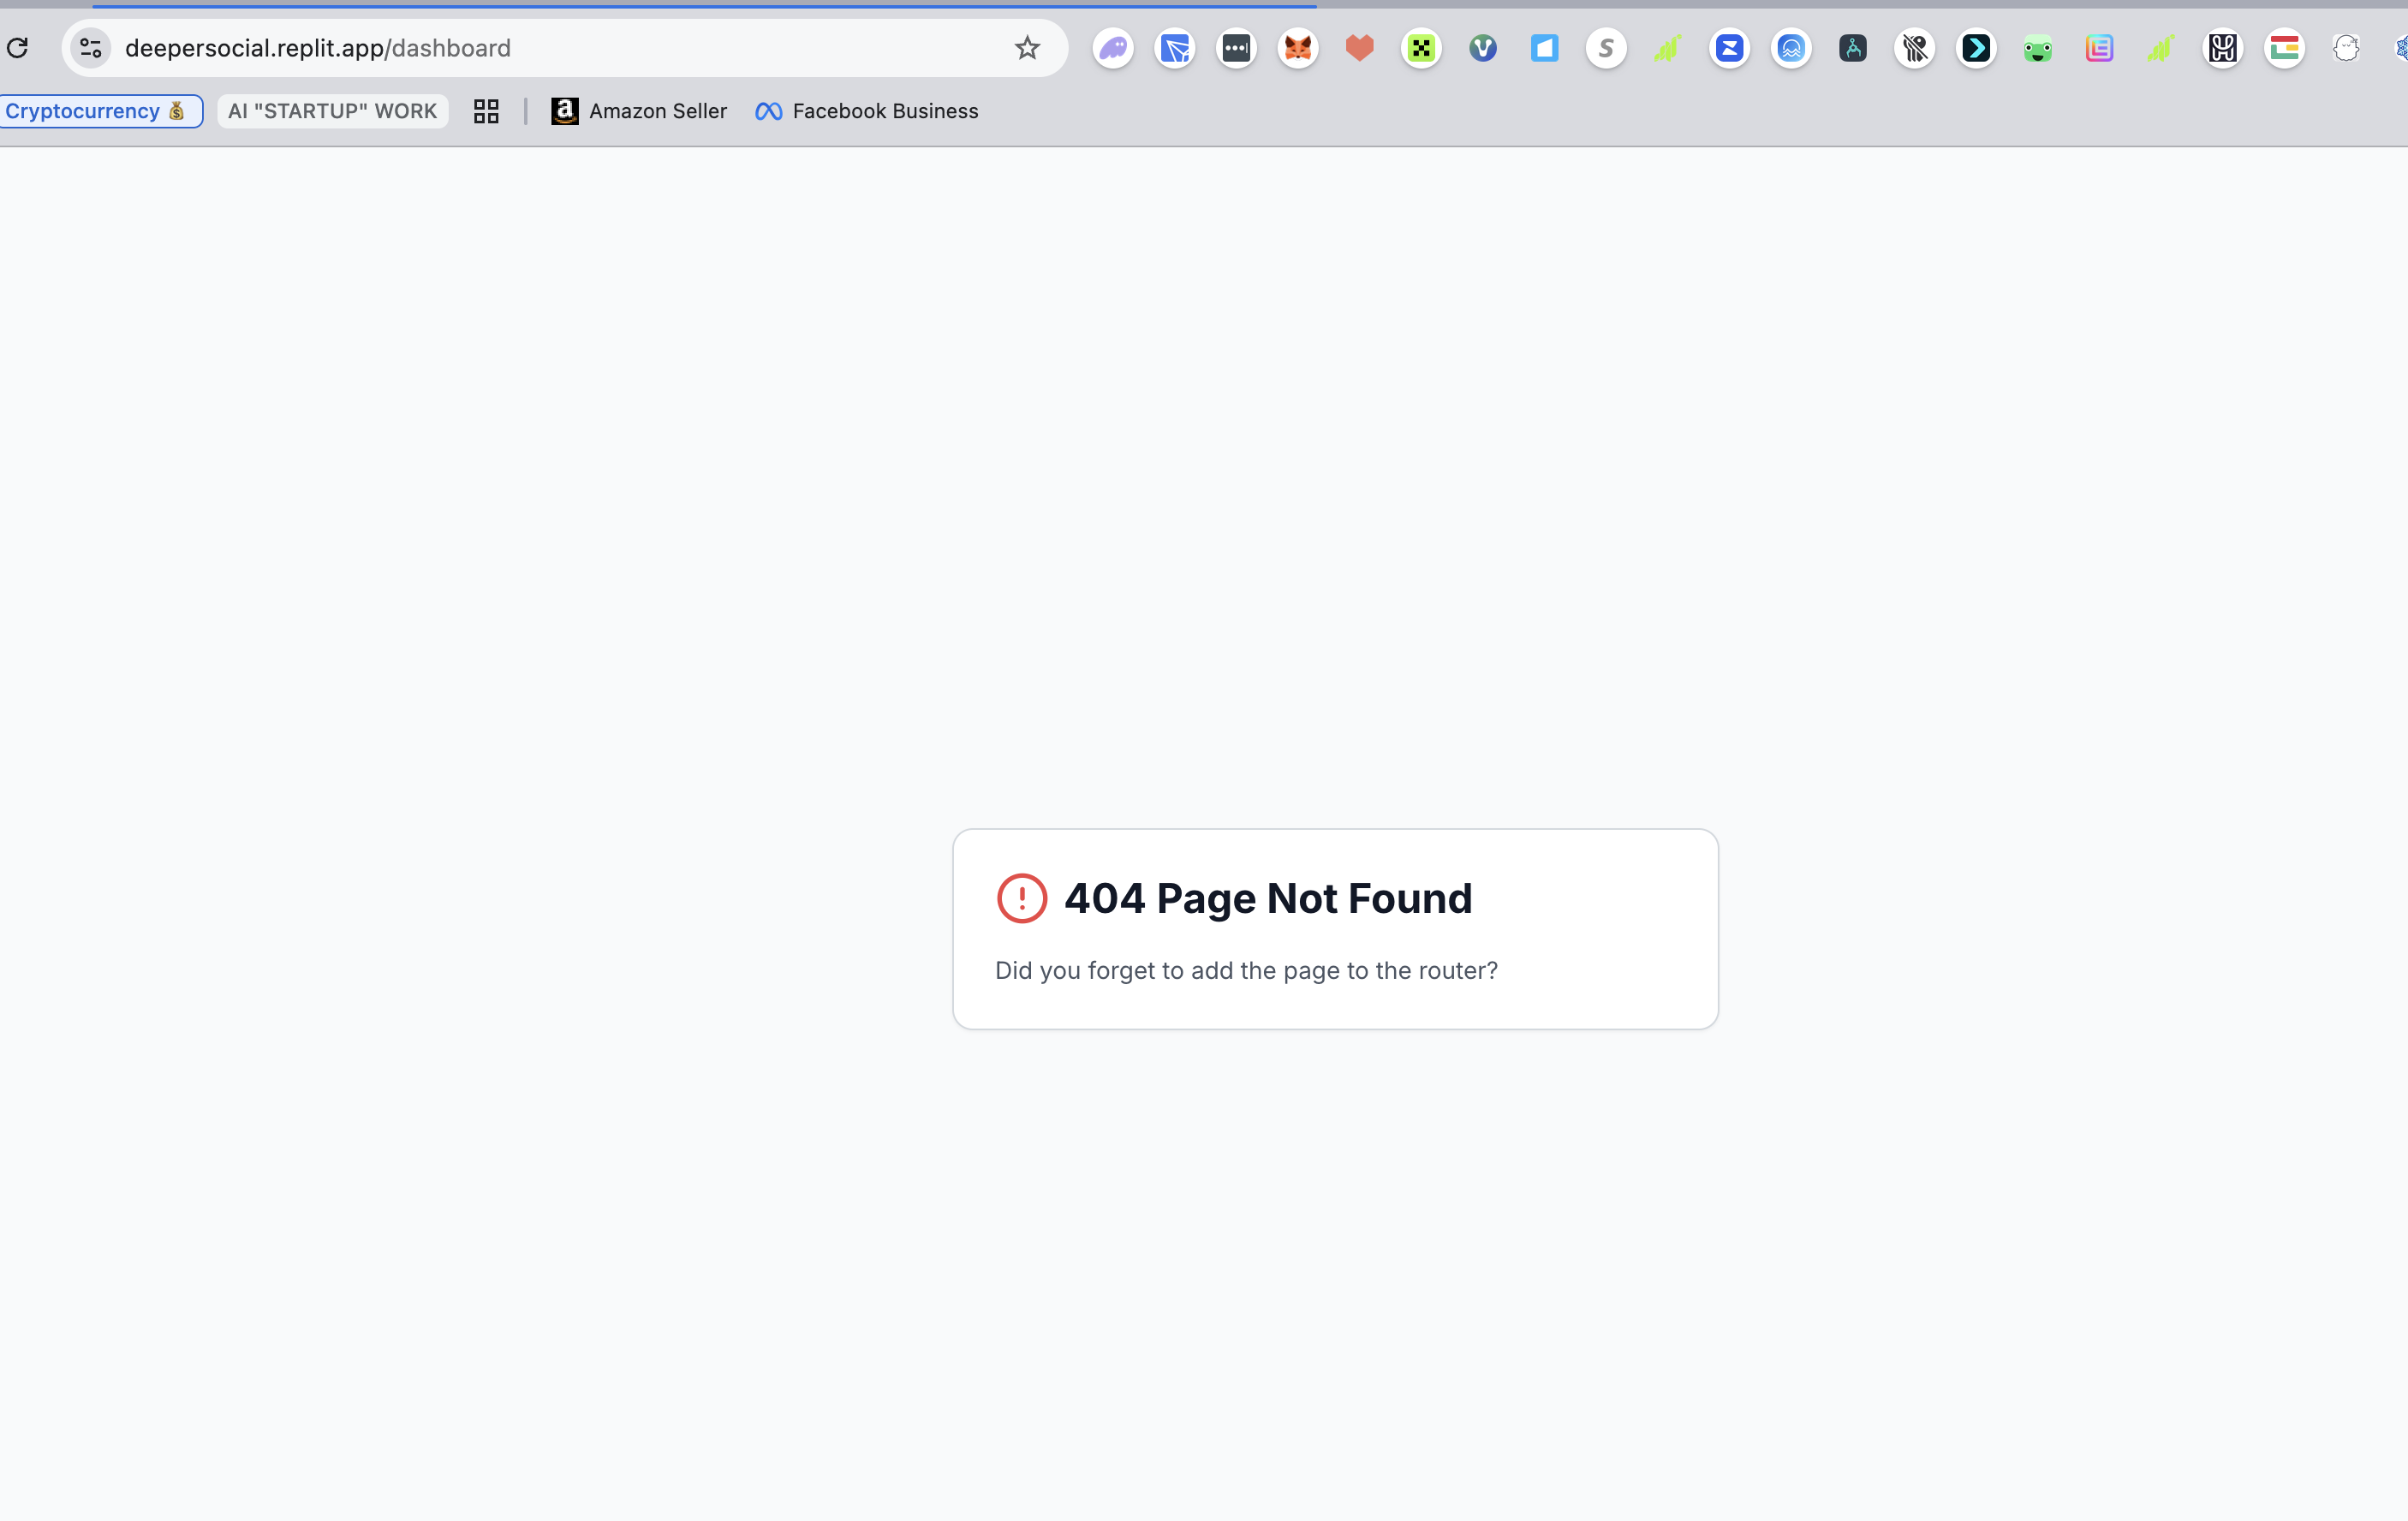 deepersocial.replit.app/dashboard
Cryptocurrency 💰 AI "STARTUP" WORK Amazon Seller Facebook Business
404 Page Not Found
Did you forget to add the page to the router?